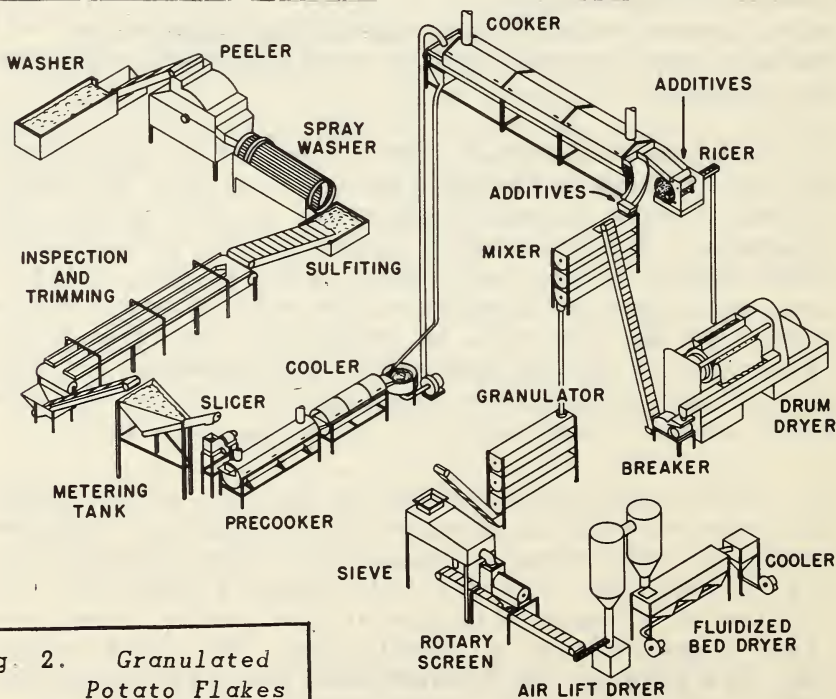 WASHER
PEELER
SPRAY
WASHER
SULFITING
INSPECTION
AND
TRIMMING
METERING
TANK
SLICER
PRECOOKER
COOLER
COOKER
ADDITIVES
RICER
ADDITIVES
MIXER
DRUM
DRYER
BREAKER
GRANULATOR
SIEVE
ROTARY
SCREEN
AIR LIFT DRYER
FLUIDIZED
BED DRYER
COOLER
g. 2. Granulated
Potato Flakes